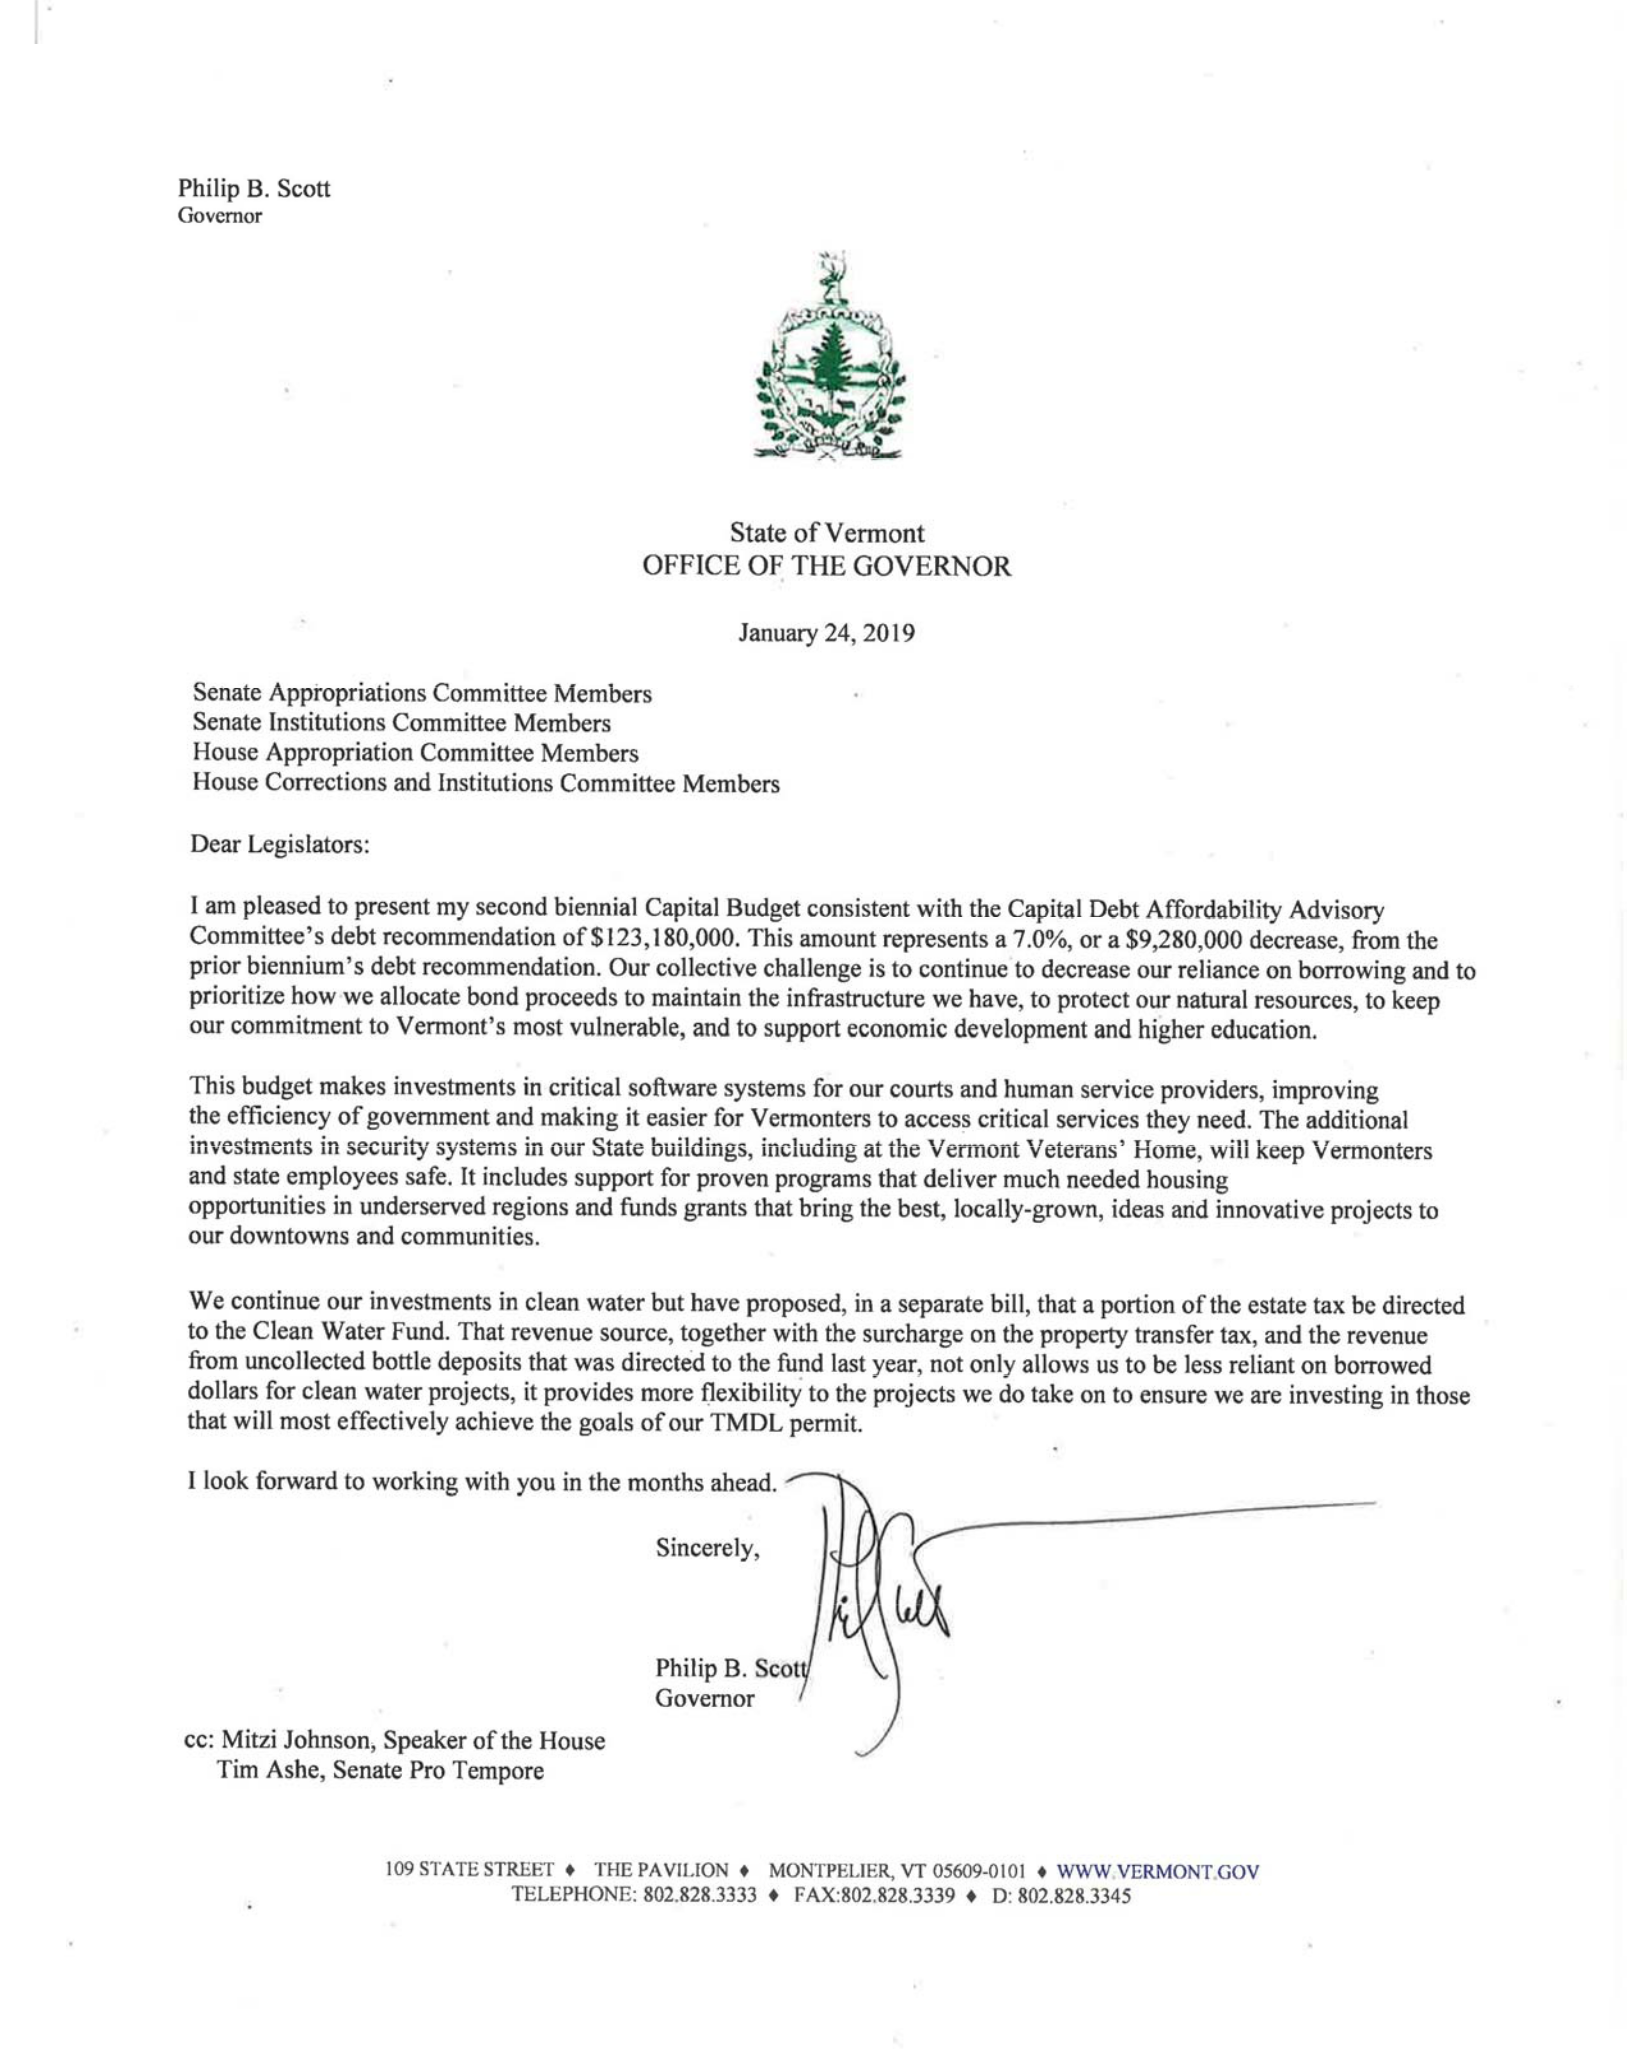 Philip B. Scott
Governor
State of Vermont
OFFICE OF THE GOVERNOR
January 24, 2019
Senate Appropriations Committee Members
Senate Institutions Committee Members
House Appropriation Committee Members
House Corrections and Institutions Committee Members
Dear Legislators:
I am pleased to present my second biennial Capital Budget consistent with the Capital Debt Affordability Advisory
Committee's debt recommendation of $123,180,000. This amount represents a 7.0%, or a $9,280,000 decrease, from the
prior biennium's debt recommendation. Our collective challenge is to continue to decrease our reliance on borrowing and to
prioritize how we allocate bond proceeds to maintain the infrastructure we have, to protect our natural resources, to keep
our commitment to Vermont's most vulnerable, and to support economic development and higher education.
This budget makes investments in critical software systems for our courts and human service providers, improving
the efficiency of government and making it easier for Vermonters to access critical services they need. The additional
investments in security systems in our State buildings, including at the Vermont Veterans' Home, will keep Vermonters
and state employees safe. It includes support for proven programs that deliver much needed housing
opportunities in underserved regions and funds grants that bring the best, locally-grown, ideas and innovative projects to
our downtowns and communities.
We continue our investments in clean water but have proposed, in a separate bill, that a portion of the estate tax be directed
to the Clean Water Fund. That revenue source, together with the surcharge on the property transfer tax, and the revenue
from uncollected bottle deposits that was directed to the fund last year, not only allows us to be less reliant on borrowed
dollars for clean water projects, it provides more flexibility to the projects we do take on to ensure we are investing in those
that will most effectively achieve the goals of our TMDL permit.
I look forward to working with you in the months ahead.
Sincerely,
Philip B. Scott
Governor
cc: Mitzi Johnson, Speaker of the House
Tim Ashe, Senate Pro Tempore
109 STATE STREET ♦ THE PAVILION ♦ MONTPELIER, VT 05609-0101 ♦ WWW.VERMONT.GOV
TELEPHONE: 802.828.3333 ♦ FAX:802.828.3339 ♦ D: 802.828.3345